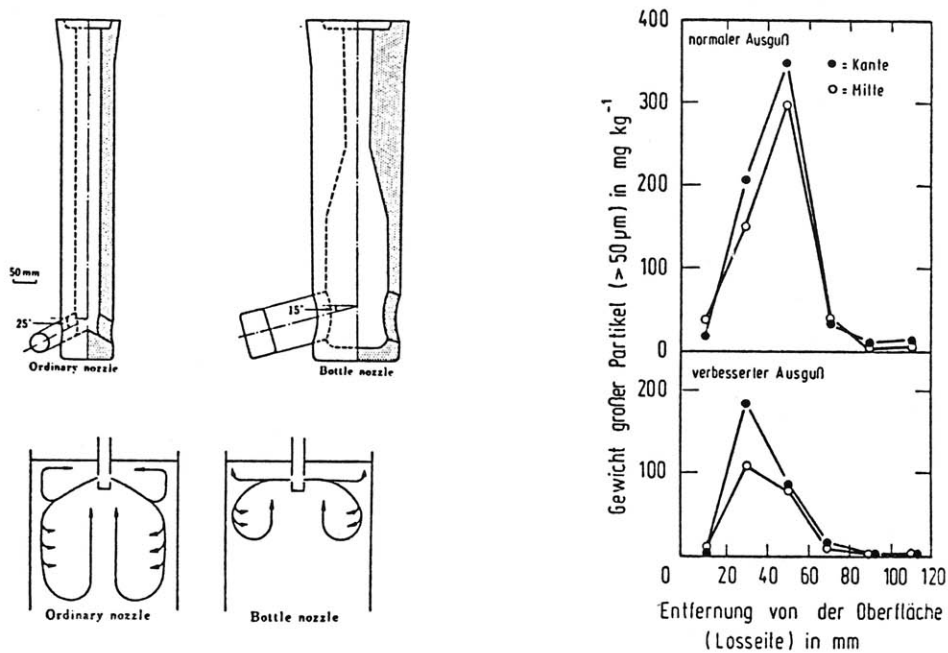 50mm
25°
Ordinary nozzle
15°
Bottle nozzle
Ordinary nozzle
Bottle nozzle
Gewicht großer Partikel (> 50 µm) in mg kg⁻¹
400
300
200
100
0
normaler Ausguß
● = Kante
○ = Mitte
verbesserter Ausguß
200
100
0 20 40 60 80 100 120
Entfernung von der Oberfläche
(Losseite) in mm